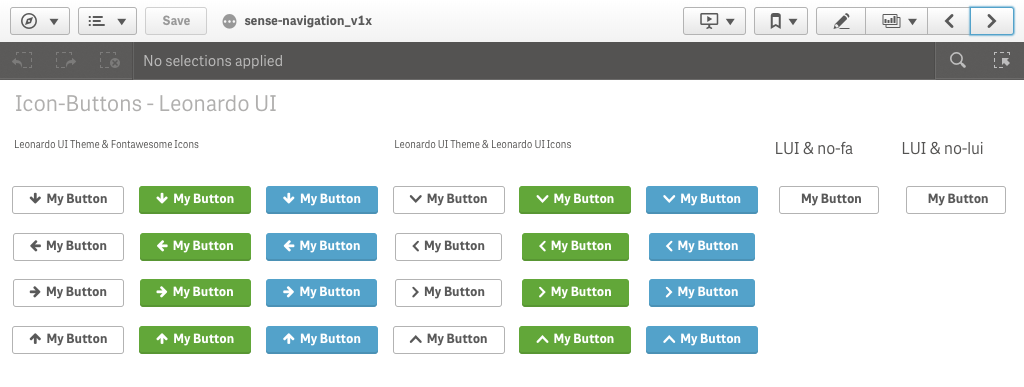 Save sense-navigation_v1x
No selections applied
Icon-Buttons - Leonardo UI
Leonardo UI Theme & Fontawesome Icons Leonardo UI Theme & Leonardo UI Icons LUI & no-fa LUI & no-lui
My Button My Button My Button My Button My Button My Button My Button My Button
My Button My Button My Button My Button My Button My Button
My Button My Button My Button My Button My Button My Button
My Button My Button My Button My Button My Button My Button